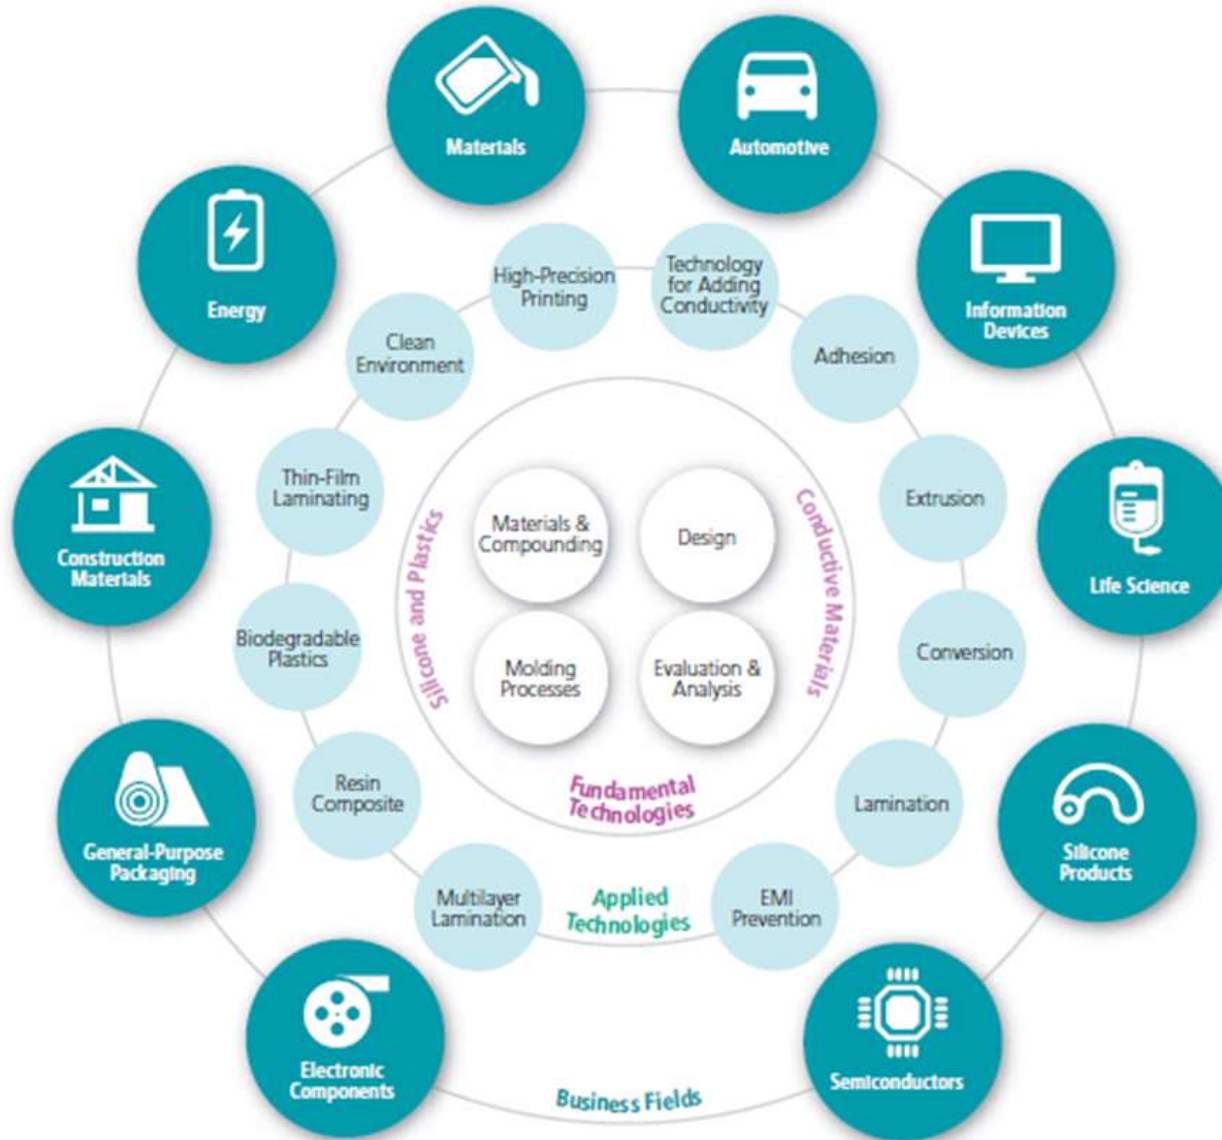 Materials
Automotive
Energy
Information
Devices
High-Precision
Printing
Technology
for Adding
Conductivity
Clean
Environment
Adhesion
Construction
Materials
Thin-Film
Laminating
Extrusion
Life Science
Silicone and Plastics
Conductive Materials
Materials &
Compounding
Design
Biodegradable
Plastics
Conversion
Molding
Processes
Evaluation &
Analysis
General-Purpose
Packaging
Resin
Composite
Fundamental
Technologies
Lamination
Silicone
Products
Multilayer
Lamination
Applied
Technologies
EMI
Prevention
Electronic
Components
Business Fields
Semiconductors